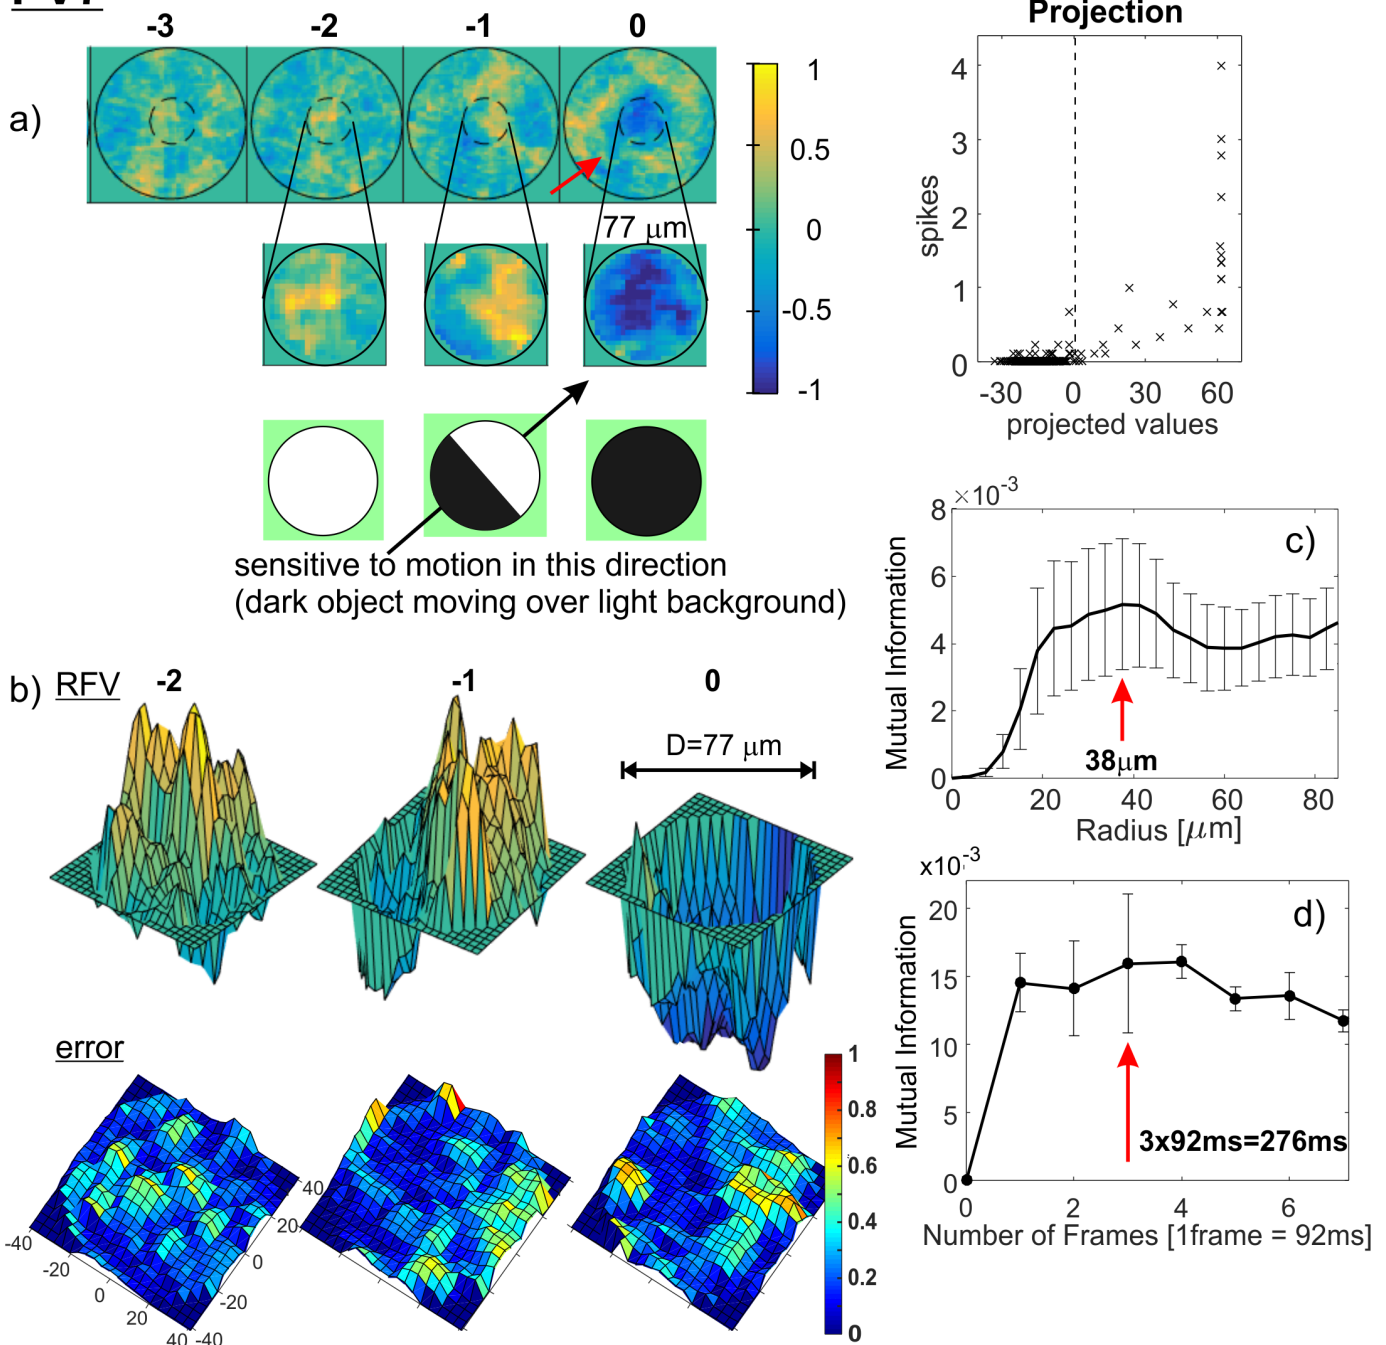 -3 -2 -1 0
a)
1
0.5
0
-0.5
-1
77 μm
sensitive to motion in this direction
(dark object moving over light background)
Projection
spikes
4
3
2
1
0
-30 0 30 60
projected values
b) RFV -2 -1 0
D=77 μm
error
1
0.8
0.6
0.4
0.2
0
40
20
0
-20
-40
-40
-20
0
20
40
×10-3
c)
Mutual Information
8
6
4
2
0
38μm
0 20 40 60 80
Radius [μm]
x10-3
d)
Mutual Information
20
15
10
5
0
3x92ms=276ms
0 2 4 6
Number of Frames [1frame = 92ms]